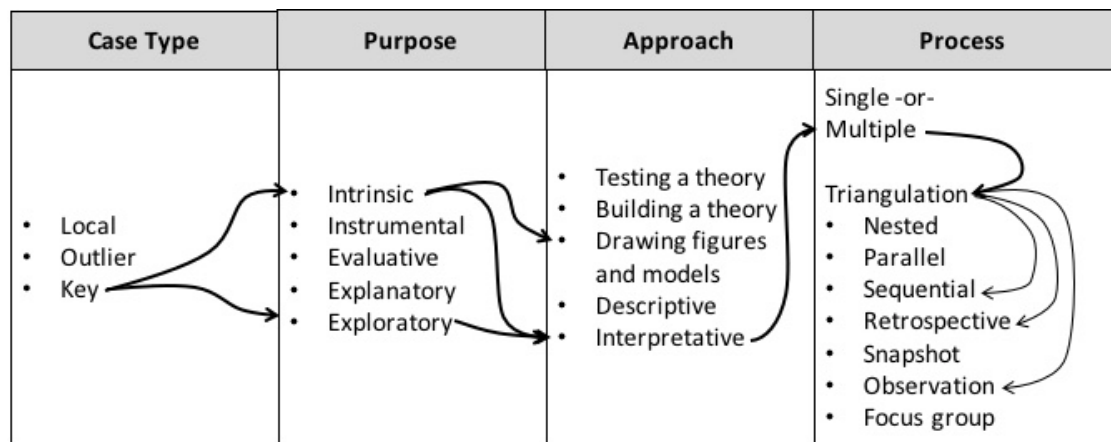 Case Type
Purpose
Approach
Process
• Local
• Outlier
• Key
• Intrinsic
• Instrumental
• Evaluative
• Explanatory
• Exploratory
• Testing a theory
• Building a theory
• Drawing figures
and models
• Descriptive
• Interpretative
Single -or-
Multiple
Triangulation
• Nested
• Parallel
• Sequential
• Retrospective
• Snapshot
• Observation
• Focus group